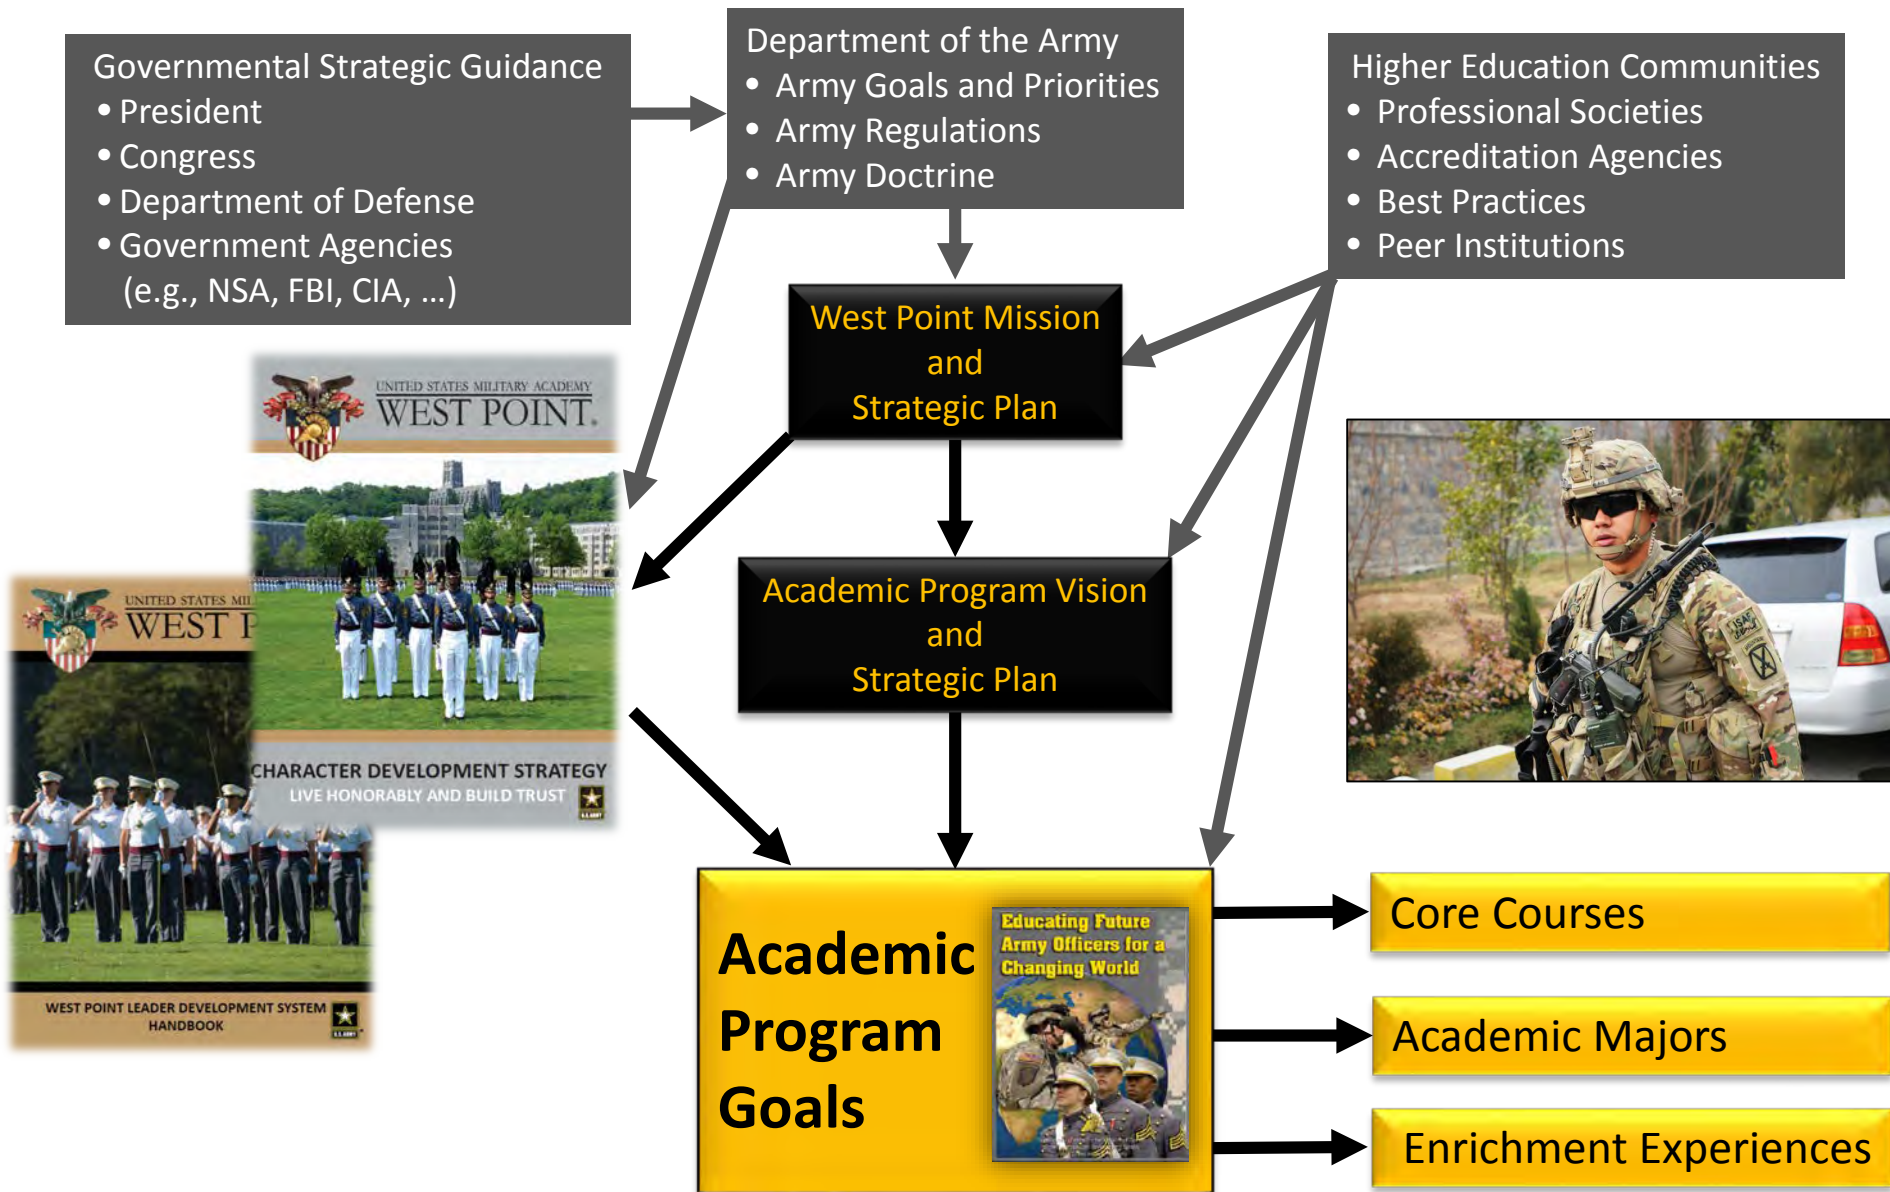 Governmental Strategic Guidance
• President
• Congress
• Department of Defense
• Government Agencies
(e.g., NSA, FBI, CIA, ...)
Department of the Army
• Army Goals and Priorities
• Army Regulations
• Army Doctrine
Higher Education Communities
• Professional Societies
• Accreditation Agencies
• Best Practices
• Peer Institutions
West Point Mission
and
Strategic Plan
UNITED STATES MILITARY ACADEMY
WEST POINT®
CHARACTER DEVELOPMENT STRATEGY
LIVE HONORABLY AND BUILD TRUST
U.S. ARMY
UNITED STATES MIL
WEST P
WEST POINT LEADER DEVELOPMENT SYSTEM
HANDBOOK
U.S. ARMY
Academic Program Vision
and
Strategic Plan
ISAF
Academic
Program
Goals
Educating Future
Army Officers for a
Changing World
Core Courses
Academic Majors
Enrichment Experiences